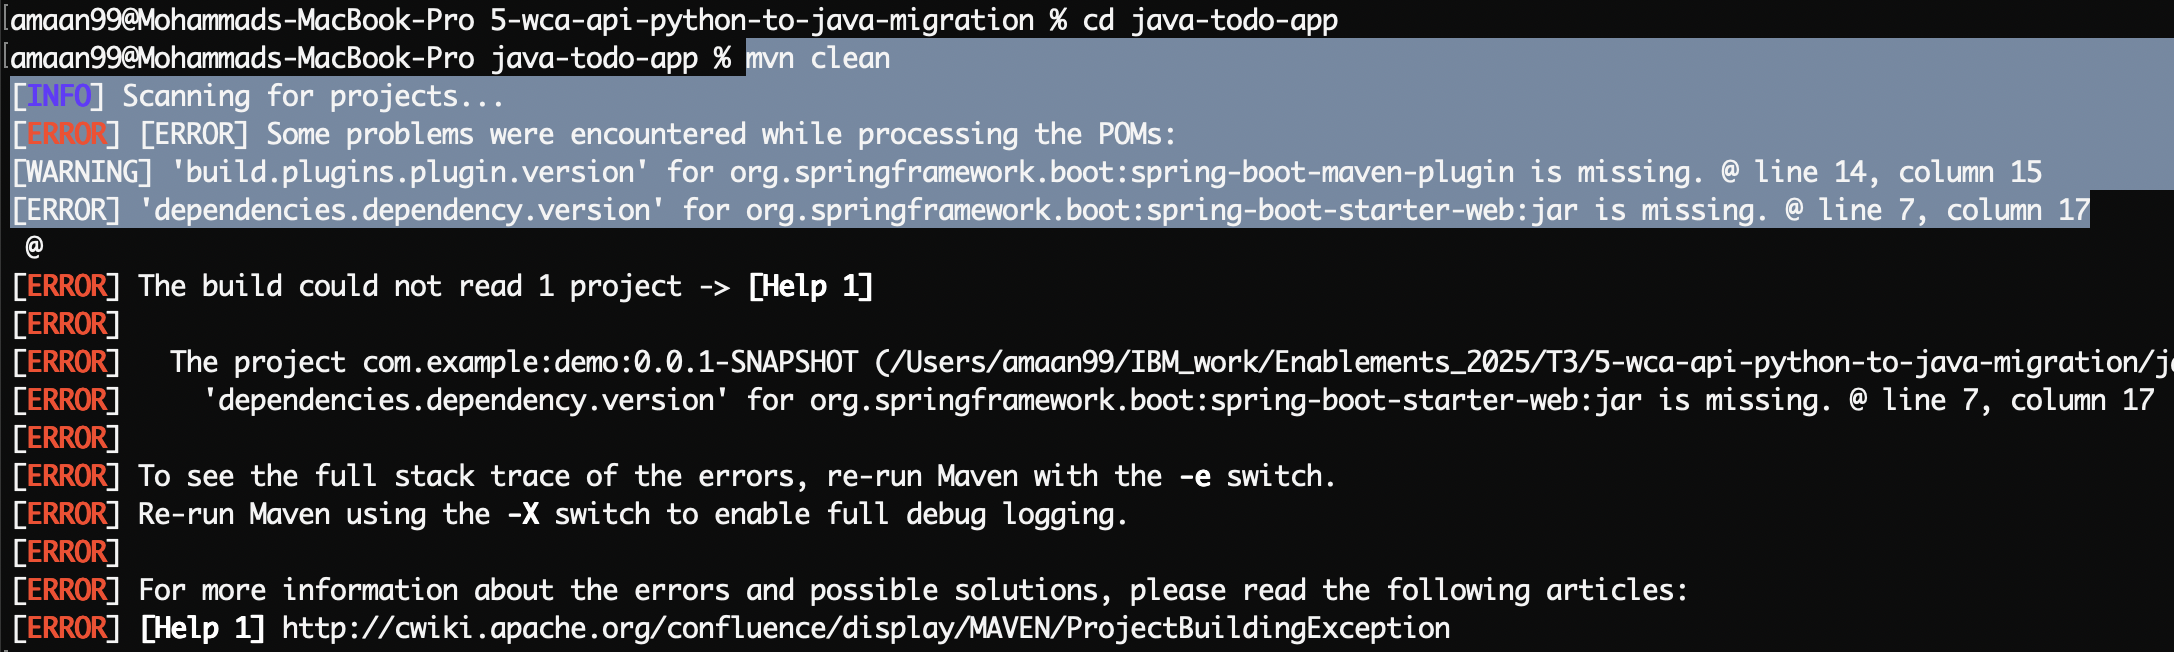 [amaan99@Mohammads-MacBook-Pro 5-wca-api-python-to-java-migration % cd java-todo-app
[amaan99@Mohammads-MacBook-Pro java-todo-app % mvn clean
[INFO] Scanning for projects...
[ERROR] [ERROR] Some problems were encountered while processing the POMs:
[WARNING] 'build.plugins.plugin.version' for org.springframework.boot:spring-boot-maven-plugin is missing. @ line 14, column 15
[ERROR] 'dependencies.dependency.version' for org.springframework.boot:spring-boot-starter-web:jar is missing. @ line 7, column 17
 @
[ERROR] The build could not read 1 project -> [Help 1]
[ERROR]
[ERROR]   The project com.example:demo:0.0.1-SNAPSHOT (/Users/amaan99/IBM_work/Enablements_2025/T3/5-wca-api-python-to-java-migration/j
[ERROR]     'dependencies.dependency.version' for org.springframework.boot:spring-boot-starter-web:jar is missing. @ line 7, column 17
[ERROR]
[ERROR] To see the full stack trace of the errors, re-run Maven with the -e switch.
[ERROR] Re-run Maven using the -X switch to enable full debug logging.
[ERROR]
[ERROR] For more information about the errors and possible solutions, please read the following articles:
[ERROR] [Help 1] http://cwiki.apache.org/confluence/display/MAVEN/ProjectBuildingException